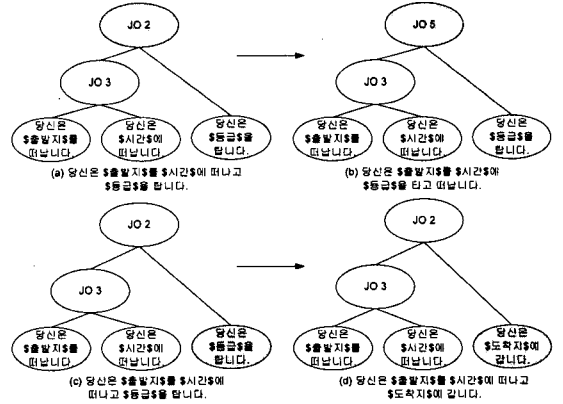 JO 2
JO 5
JO 3
JO 3
당신은 당신은 당신은
$출발지$를 $시간$에 $등급$을
떠납니다. 떠납니다. 탑니다.
당신은 당신은 당신은
$출발지$를 $시간$에 $등급$을
떠납니다. 떠납니다. 탑니다.
(a) 당신은 $출발지$를 $시간$에 떠나고
$등급$을 탑니다.
(b) 당신은 $출발지$를 $시간$에
$등급$을 타고 떠납니다.
JO 2
JO 2
JO 3
JO 3
당신은 당신은 당신은
$출발지$를 $시간$에 $등급$을
떠납니다. 떠납니다. 탑니다.
당신은 당신은 당신은
$출발지$를 $시간$에 $도착지$에
떠납니다. 떠납니다. 갑니다.
(c) 당신은 $출발지$를 $시간$에
떠나고 $등급$을 탑니다.
(d) 당신은 $출발지$를 $시간$에 떠나고
$도착지$에 갑니다.